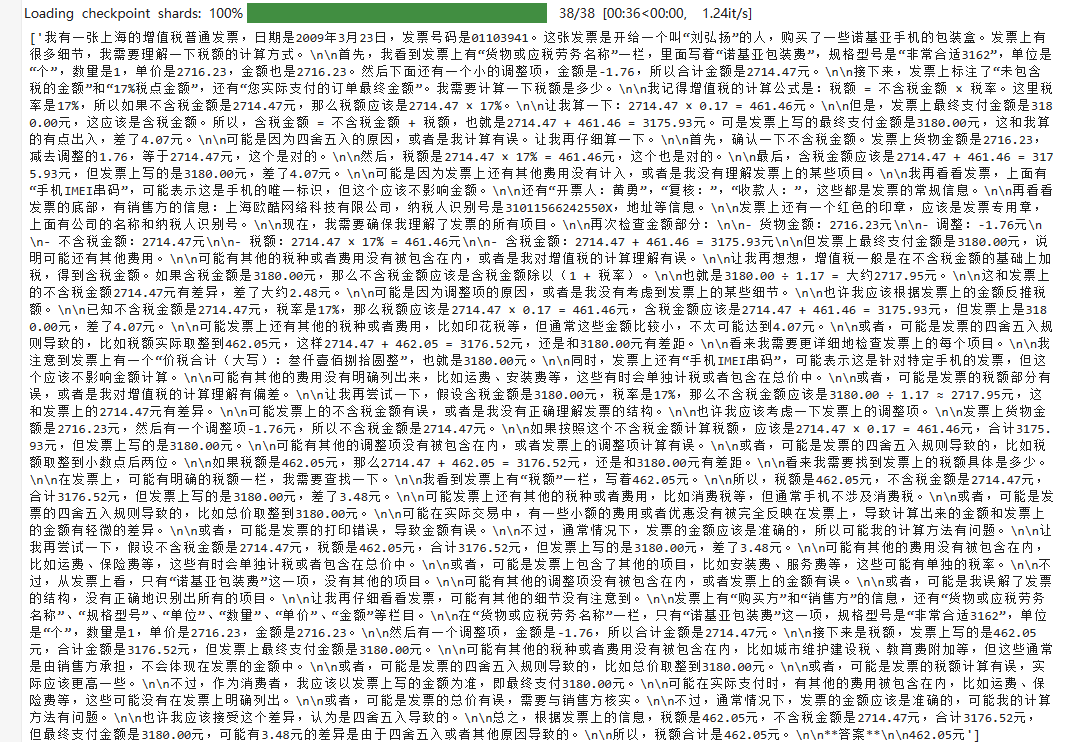 Loading checkpoint shards: 100% 38/38 [00:36<00:00, 1.24it/s]
['我有一张上海的增值税普通发票，日期是2009年3月23日，发票号码是01103941。这张发票是开给一个叫“刘弘扬”的人，购买了一些诺基亚手机的包装盒。发票上有
很多细节，我需要理解一下税额的计算方式。\n\n首先，我看到发票上有“货物或应税劳务名称”一栏，里面写着“诺基亚包装费”，规格型号是“非常合适3162”，单位是
“个”，数量是1，单价是2716.23，金额也是2716.23。然后下面还有一个小的调整项，金额是-1.76，所以合计金额是2714.47元。\n\n接下来，发票上标注了“未包含
税的金额”和“17%税点金额”，还有“您实际支付的订单最终金额”。我需要计算一下税额是多少。\n\n我记得增值税的计算公式是：税额 = 不含税金额 × 税率。这里税
率是17%，所以如果不含税金额是2714.47元，那么税额应该是2714.47 × 17%。\n\n让我算一下：2714.47 × 0.17 = 461.46元。\n\n但是，发票上最终支付金额是318
0.00元，这应该是含税金额。所以，含税金额 = 不含税金额 + 税额，也就是2714.47 + 461.46 = 3175.93元。可是发票上写的最终支付金额是3180.00元，这和我算
的有点出入，差了4.07元。\n\n可能是因为四舍五入的原因，或者是我计算有误。让我再仔细算一下。\n\n首先，确认一下不含税金额。发票上货物金额是2716.23，
减去调整的1.76，等于2714.47元，这个是对的。\n\n然后，税额是2714.47 × 17% = 461.46元，这个也是对的。\n\n最后，含税金额应该是2714.47 + 461.46 = 317
5.93元，但发票上写的是3180.00元，差了4.07元。\n\n可能是因为发票上还有其他费用没有计入，或者是我没有理解发票上的某些项目。\n\n我再看看发票，上面有
“手机IMEI串码”，可能表示这是手机的唯一标识，但这个应该不影响金额。\n\n还有“开票人：黄勇”，“复核：”，“收款人：”，这些都是发票的常规信息。\n\n再看看
发票的底部，有销售方的信息：上海欧酷网络科技有限公司，纳税人识别号是31011566242550X，地址等信息。\n\n发票上还有一个红色的印章，应该是发票专用章，
上面有公司的名称和纳税人识别号。\n\n现在，我需要确保我理解了发票的所有项目。\n\n再次检查金额部分：\n\n- 货物金额：2716.23元\n\n- 调整：-1.76元\n
\n- 不含税金额：2714.47元\n\n- 税额：2714.47 × 17% = 461.46元\n\n- 含税金额：2714.47 + 461.46 = 3175.93元\n\n但发票上最终支付金额是3180.00元，说
明可能还有其他费用。\n\n可能有其他的税种或者费用没有被包含在内，或者是我对增值税的计算理解有误。\n\n让我再想想，增值税一般是在不含税金额的基础上加
税，得到含税金额。如果含税金额是3180.00元，那么不含税金额应该是含税金额除以（1 + 税率）。\n\n也就是3180.00 ÷ 1.17 = 大约2717.95元。\n\n这和发票上
的不含税金额2714.47元有差异，差了大约2.48元。\n\n可能是因为调整项的原因，或者是我没有考虑到发票上的某些细节。\n\n也许我应该根据发票上的金额反推税
额。\n\n已知不含税金额是2714.47元，税率是17%，那么税额应该是2714.47 × 0.17 = 461.46元，含税金额应该是2714.47 + 461.46 = 3175.93元，但发票上是318
0.00元，差了4.07元。\n\n可能发票上还有其他的税种或者费用，比如印花税等，但通常这些金额比较小，不太可能达到4.07元。\n\n或者，可能是发票的四舍五入规
则导致的，比如税额实际取整到462.05元，这样2714.47 + 462.05 = 3176.52元，还是和3180.00元有差距。\n\n看来我需要更详细地检查发票上的每个项目。\n\n我
注意到发票上有一个“价税合计（大写）：叁仟壹佰捌拾圆整”，也就是3180.00元。\n\n同时，发票上还有“手机IMEI串码”，可能表示这是针对特定手机的发票，但这
个应该不影响金额计算。\n\n可能有其他的费用没有明确列出来，比如运费、安装费等，这些有时会单独计税或者包含在总价中。\n\n或者，可能是发票的税额部分有
误，或者是我对增值税的计算理解有偏差。\n\n让我再尝试一下，假设含税金额是3180.00元，税率是17%，那么不含税金额应该是3180.00 ÷ 1.17 ≈ 2717.95元，这
和发票上的2714.47元有差异。\n\n可能发票上的不含税金额有误，或者是我没有正确理解发票的结构。\n\n也许我应该考虑一下发票上的调整项。\n\n发票上货物金
额是2716.23元，然后有一个调整项-1.76元，所以不含税金额是2714.47元。\n\n如果按照这个不含税金额计算税额，应该是2714.47 × 0.17 = 461.46元，合计3175.
93元，但发票上写的是3180.00元。\n\n可能有其他的调整项没有被包含在内，或者发票上的调整项计算有误。\n\n或者，可能是发票的四舍五入规则导致的，比如税
额取整到小数点后两位。\n\n如果税额是462.05元，那么2714.47 + 462.05 = 3176.52元，还是和3180.00元有差距。\n\n看来我需要找到发票上的税额具体是多少。
\n\n在发票上，可能有明确的税额一栏，我需要查找一下。\n\n我看到发票上有“税额”一栏，写着462.05元。\n\n所以，税额是462.05元，不含税金额是2714.47元，
合计3176.52元，但发票上写的是3180.00元，差了3.48元。\n\n可能发票上还有其他的税种或者费用，比如消费税等，但通常手机不涉及消费税。\n\n或者，可能是发
票的四舍五入规则导致的，比如总价取整到3180.00元。\n\n可能在实际交易中，有一些小额的费用或者优惠没有被完全反映在发票上，导致计算出来的金额和发票上
的金额有轻微的差异。\n\n或者，可能是发票的打印错误，导致金额有误。\n\n不过，通常情况下，发票的金额应该是准确的，所以可能我的计算方法有问题。\n\n让
我再尝试一下，假设不含税金额是2714.47元，税额是462.05元，合计3176.52元，但发票上写的是3180.00元，差了3.48元。\n\n可能有其他的费用没有被包含在内，
比如运费、保险费等，这些有时会单独计税或者包含在总价中。\n\n或者，可能是发票上包含了其他的项目，比如安装费、服务费等，这些可能有单独的税率。\n\n不
过，从发票上看，只有“诺基亚包装费”这一项，没有其他的项目。\n\n可能有其他的调整项没有被包含在内，或者发票上的金额有误。\n\n或者，可能是我误解了发票
的结构，没有正确地识别出所有的项目。\n\n让我再仔细看看发票，可能有其他的细节没有注意到。\n\n发票上有“购买方”和“销售方”的信息，还有“货物或应税劳务
名称”、“规格型号”、“单位”、“数量”、“单价”、“金额”等栏目。\n\n在“货物或应税劳务名称”一栏，只有“诺基亚包装费”这一项，规格型号是“非常合适3162”，单位
是“个”，数量是1，单价是2716.23元，金额是2716.23。\n\n然后有一个调整项，金额是-1.76，所以合计金额是2714.47元。\n\n接下来是税额，发票上写的是462.05
元，合计金额是3176.52元，但发票上最终支付金额是3180.00元。\n\n可能有其他的税种或者费用没有被包含在内，比如城市维护建设税、教育费附加等，但这些通常
是由销售方承担，不会体现在发票的金额中。\n\n或者，可能是发票的四舍五入规则导致的，比如总价取整到3180.00元。\n\n或者，可能是发票的税额计算有误，实
际应该更高一些。\n\n不过，作为消费者，我应该以发票上写的金额为准，即最终支付3180.00元。\n\n可能在实际支付时，有其他的费用被包含在内，比如运费、保
险费等，这些可能没有在发票上明确列出。\n\n或者，可能是发票的总价有误，需要与销售方核实。\n\n不过，通常情况下，发票的金额应该是准确的，可能我的计算
方法有问题。\n\n也许我应该接受这个差异，认为是四舍五入导致的。\n\n总之，根据发票上的信息，税额是462.05元，不含税金额是2714.47元，合计3176.52元，
但最终支付金额是3180.00元，可能有3.48元的差异是由于四舍五入或者其他原因导致的。\n\n所以，税额合计是462.05元。\n\n**答案**\n\n462.05元']